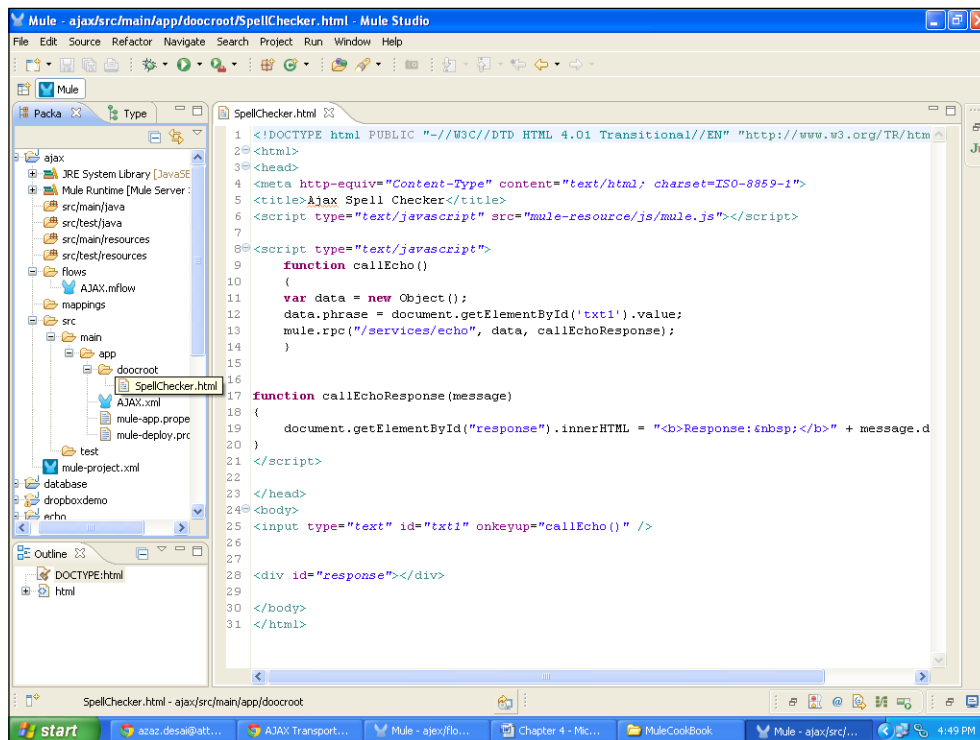 Mule - ajax/src/main/app/doocroot/SpellChecker.html - Mule Studio
File Edit Source Refactor Navigate Search Project Run Window Help
Mule
Packa
Type
ajax
JRE System Library [JavaSE
Mule Runtime [Mule Server
src/main/java
src/test/java
src/main/resources
src/test/resources
flows
AJAX.mflow
mappings
src
main
app
doocroot
SpellChecker.html
AJAX.xml
mule-app.prope
mule-deploy.prc
test
mule-project.xml
database
dropboxdemo
echo
Outline
DOCTYPE:html
html
SpellChecker.html
1 <!DOCTYPE html PUBLIC "-//W3C//DTD HTML 4.01 Transitional//EN" "http://www.w3.org/TR/htm
2 <html>
3 <head>
4 <meta http-equiv="Content-Type" content="text/html; charset=ISO-8859-1">
5 <title>Ajax Spell Checker</title>
6 <script type="text/javascript" src="mule-resource/js/mule.js"></script>
7
8 <script type="text/javascript">
9 function callEcho()
10 {
11 var data = new Object();
12 data.phrase = document.getElementById('txt1').value;
13 mule.rpc("/services/echo", data, callEchoResponse);
14 }
15
16
17 function callEchoResponse(message)
18 {
19 document.getElementById("response").innerHTML = "<b>Response:&nbsp;</b>" + message.d
20 }
21 </script>
22
23 </head>
24 <body>
25 <input type="text" id="txt1" onkeyup="callEcho()" />
26
27
28 <div id="response"></div>
29
30 </body>
31 </html>
SpellChecker.html - ajax/src/main/app/doocroot
start
azaz.desai@att...
AJAX Transport...
Mule - ajex/flo...
Chapter 4 - Mic...
MuleCookBook
Mule - ajax/src/...
4:49 PM